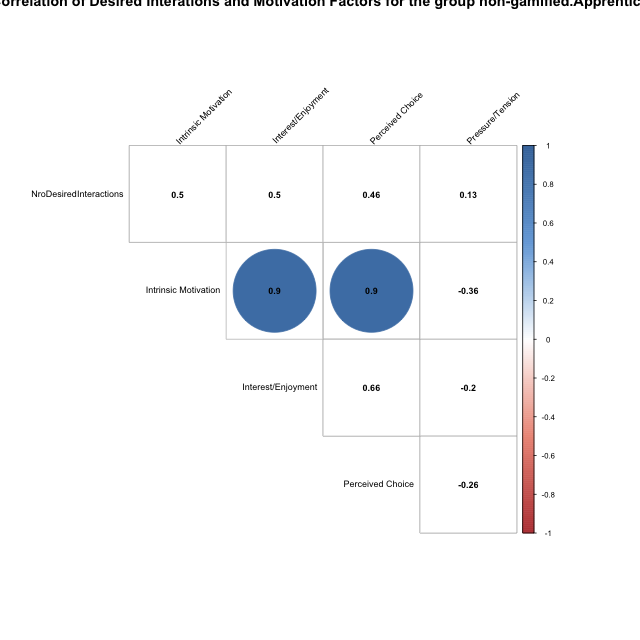 orrelation of Desired Interations and Motivation Factors for the group non-gamified.Apprentic
Intrinsic Motivation
Interest/Enjoyment
Perceived Choice
Pressure/Tension
NroDesiredInteractions
0.5
0.5
0.46
0.13
Intrinsic Motivation
0.9
0.9
-0.36
Interest/Enjoyment
0.66
-0.2
Perceived Choice
-0.26
1
0.8
0.6
0.4
0.2
0
-0.2
-0.4
-0.6
-0.8
-1